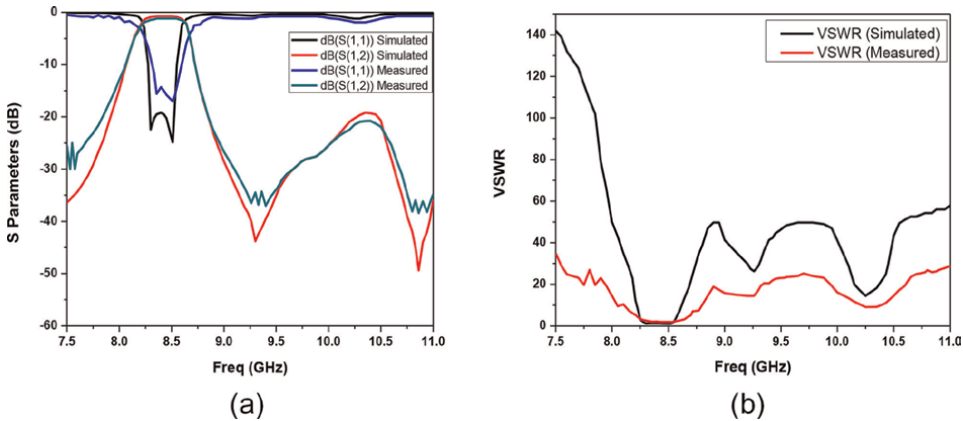 0
-10
-20
-30
-40
-50
-60
S Parameters (dB)
dB(S(1,1)) Simulated
dB(S(1,2)) Simulated
dB(S(1,1)) Measured
dB(S(1,2)) Measured
7.5 8.0 8.5 9.0 9.5 10.0 10.5 11.0
Freq (GHz)
(a)
140
120
100
80
60
40
20
0
VSWR
VSWR (Simulated)
VSWR (Measured)
7.5 8.0 8.5 9.0 9.5 10.0 10.5 11.0
Freq (GHz)
(b)